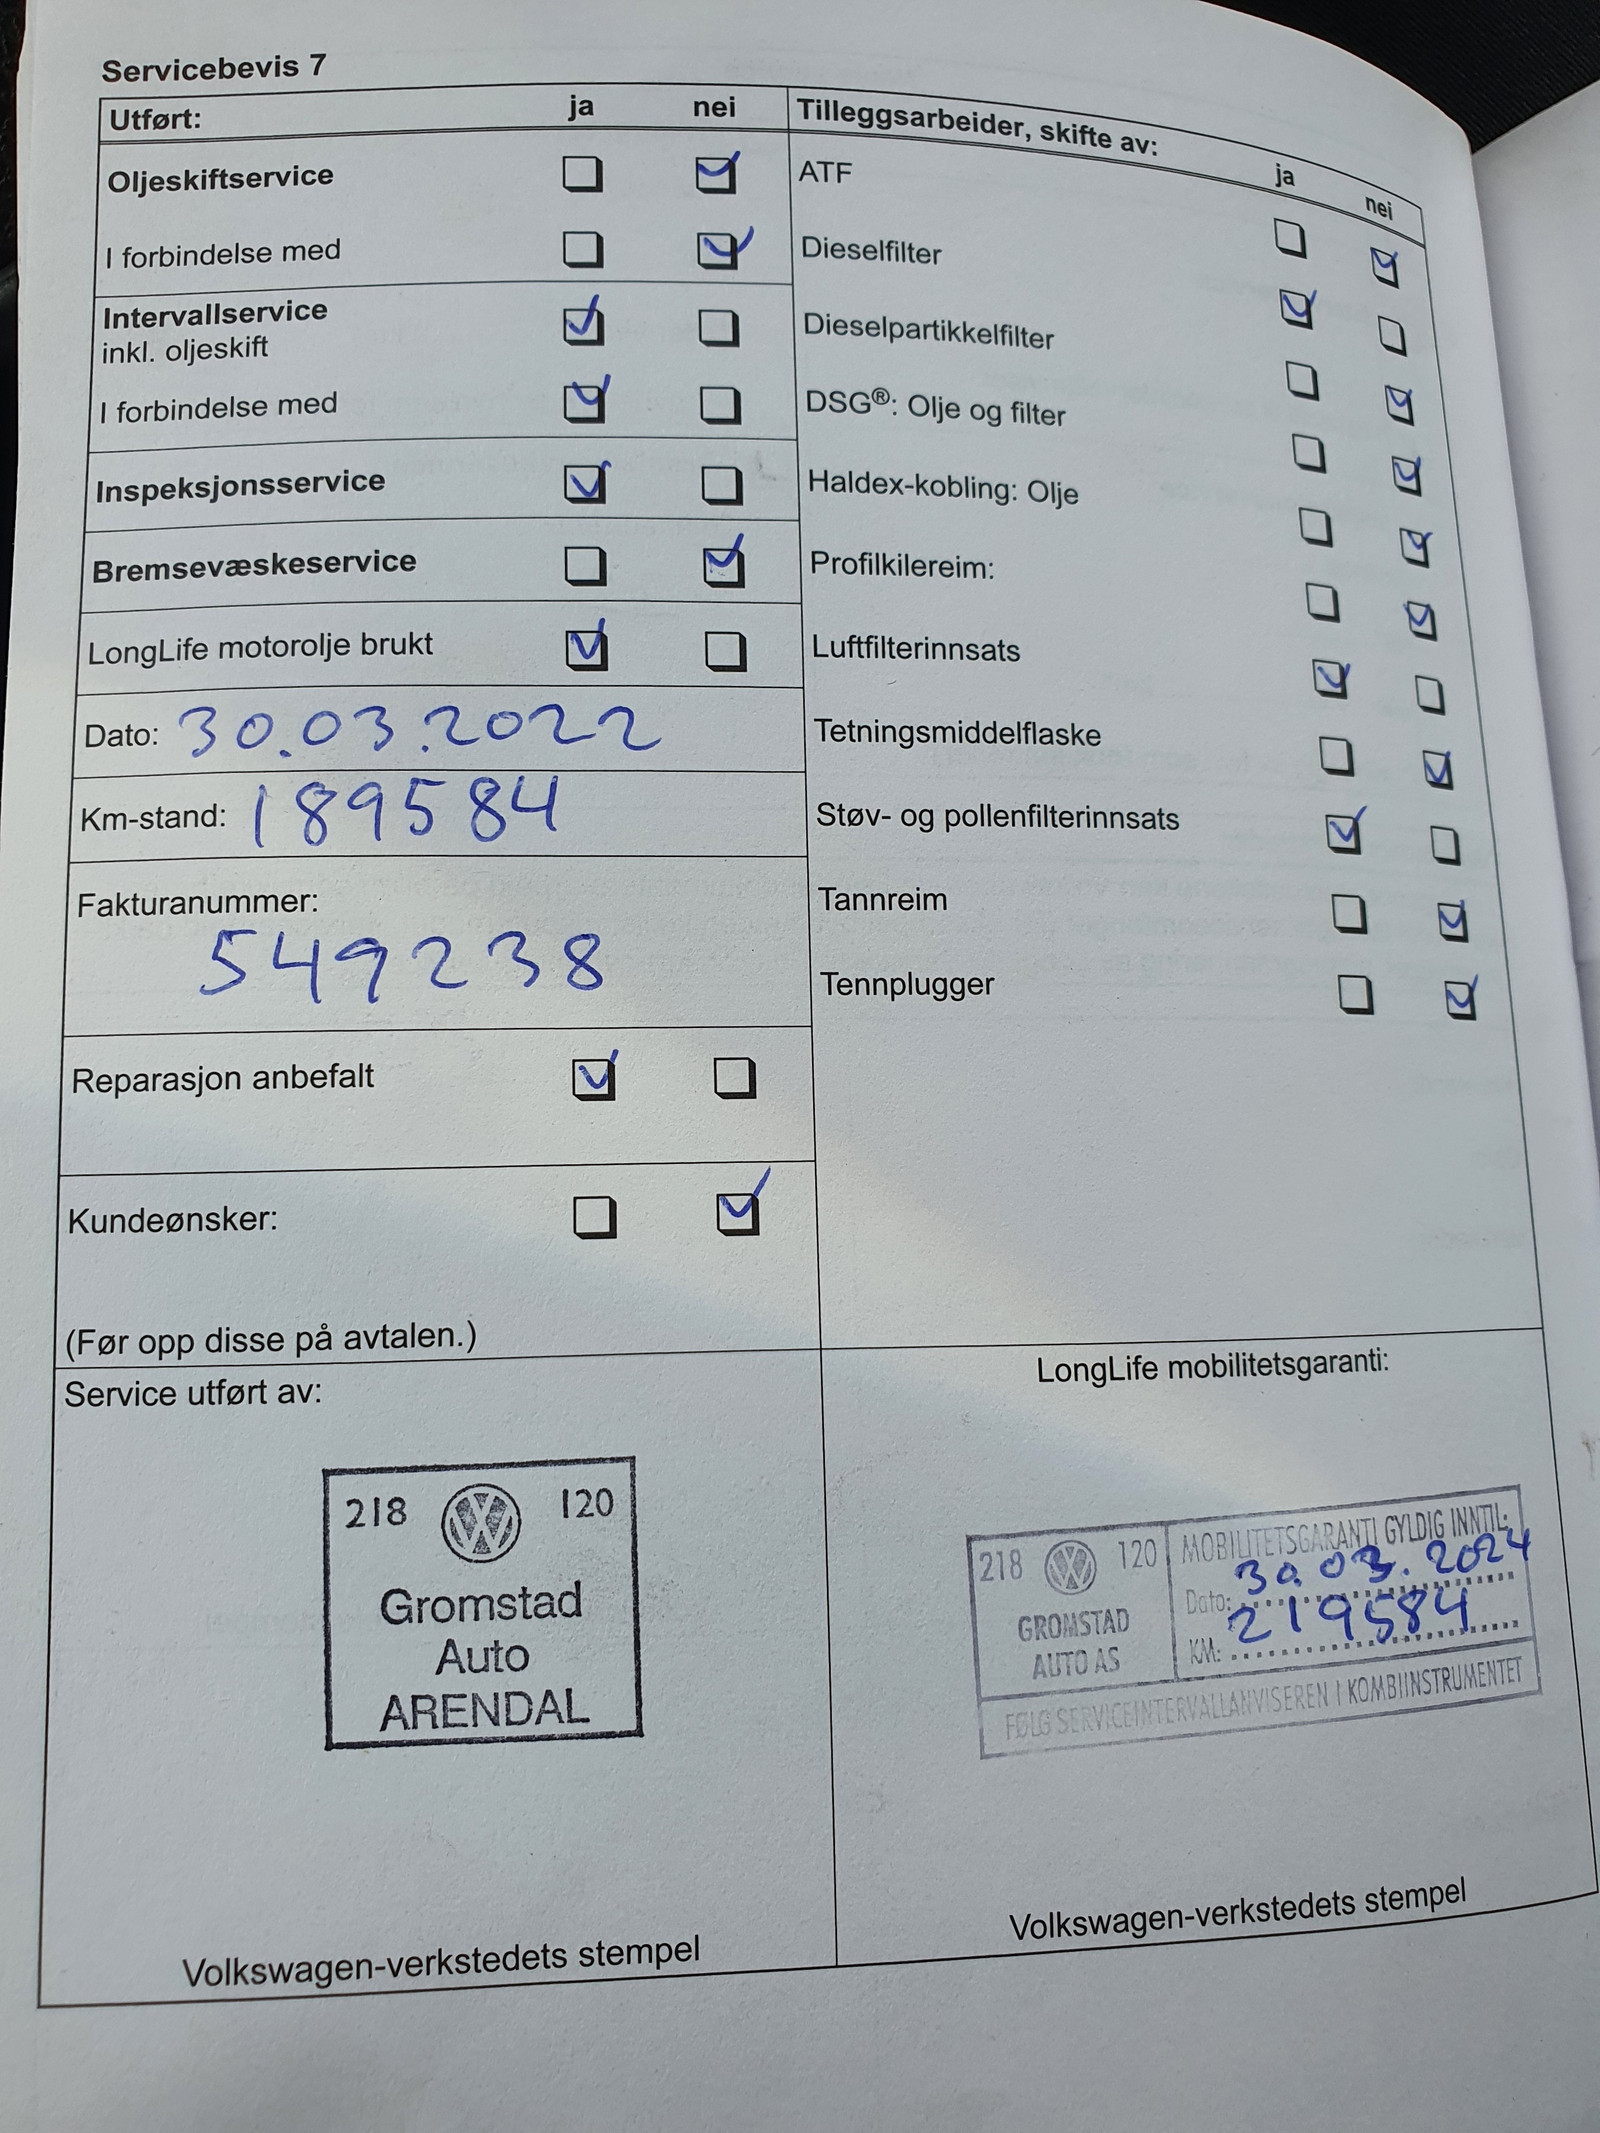 Servicebevis 7
Utført: ja nei
Oljeskiftservice
I forbindelse med
Intervallservice
inkl. oljeskift
I forbindelse med
Inspeksjonsservice
Bremsevæskeservice
LongLife motorolje brukt
Dato: 30.03.2022
Km-stand: 189584
Fakturanummer:
549238
Reparasjon anbefalt
Kundeønsker:
(Før opp disse på avtalen.)
Tilleggsarbeider, skifte av: ja nei
ATF
Dieselfilter
Dieselpartikkelfilter
DSG®: Olje og filter
Haldex-kobling: Olje
Profilkilereim:
Luftfilterinnsats
Tetningsmiddelflaske
Støv- og pollenfilterinnsats
Tannreim
Tennplugger
Service utført av:
218 120
Gromstad
Auto
ARENDAL
Volkswagen-verkstedets stempel
LongLife mobilitetsgaranti:
218 120
GROMSTAD
AUTO AS
MOBILITETSGARANTI GYLDIG INNTIL:
Dato: 30.03.2024
KM: 219584
FØLG SERVICEINTERVALLANVISEREN I KOMBIINSTRUMENTET
Volkswagen-verkstedets stempel